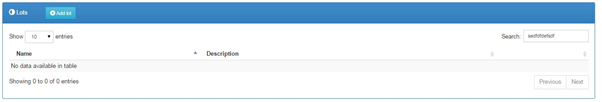 Lots Add lot
Show 10 entries Search: sadfdfdefsdf
Name Description
No data available in table
Showing 0 to 0 of 0 entries Previous Next